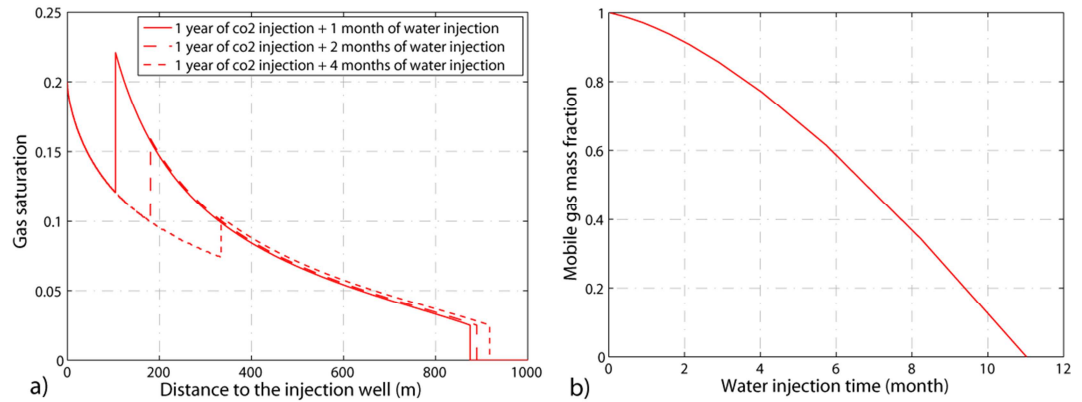 0.25
0.2
0.15
0.1
0.05
0
Gas saturation
1 year of co2 injection + 1 month of water injection
1 year of co2 injection + 2 months of water injection
1 year of co2 injection + 4 months of water injection
0 200 400 600 800 1000
a) Distance to the injection well (m)
1
0.8
0.6
0.4
0.2
0
Mobile gas mass fraction
0 2 4 6 8 10 12
b) Water injection time (month)